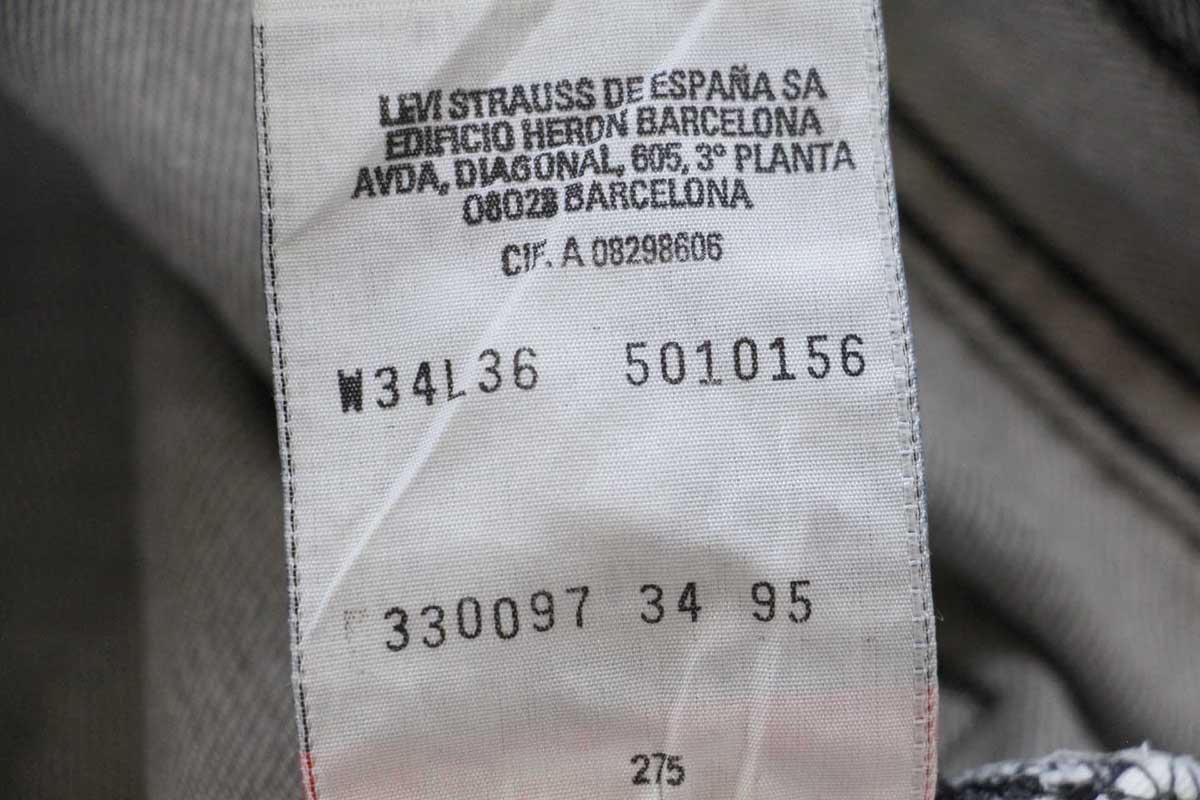 LEVI STRAUSS DE ESPAÑA SA
EDIFICIO HERON BARCELONA
AVDA, DIAGONAL, 605, 3° PLANTA
08028 BARCELONA
CIF. A 08298606
W34L36 5010156
330097 34 95
275